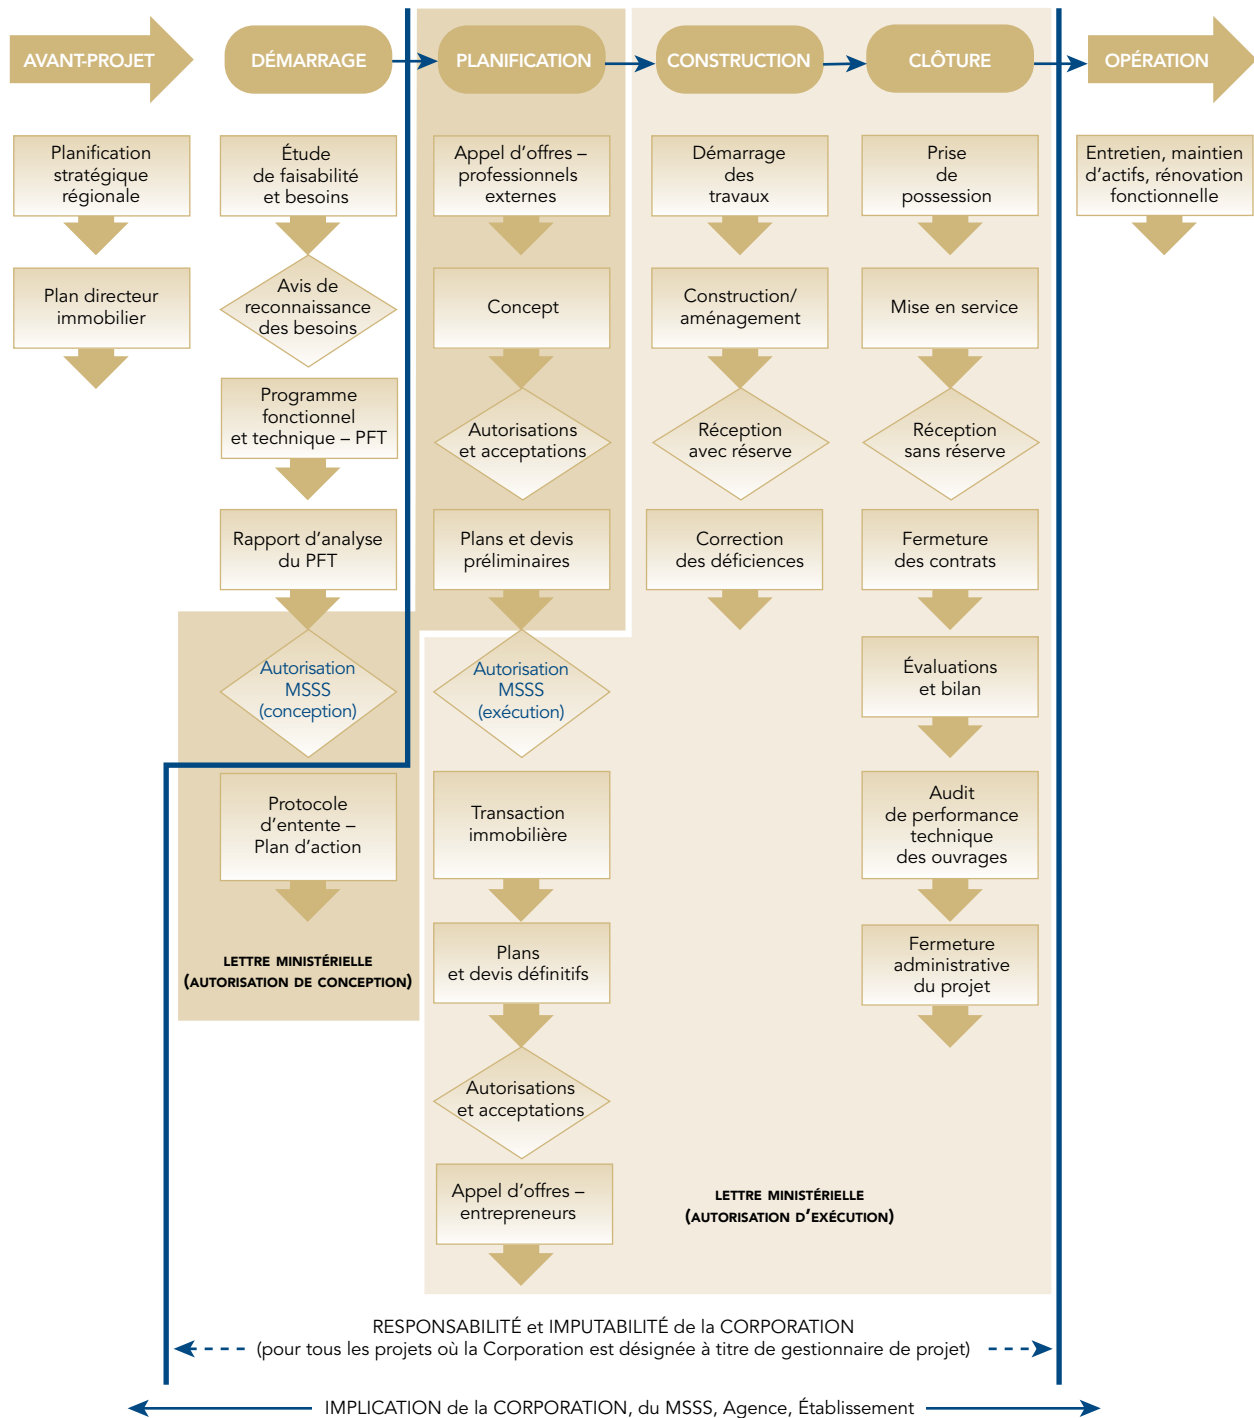 AVANT-PROJET
DÉMARRAGE
PLANIFICATION
CONSTRUCTION
CLÔTURE
OPÉRATION
Planification
stratégique
régionale
Plan directeur
immobilier
Étude
de faisabilité
et besoins
Avis de
reconnaissance
des besoins
Programme
fonctionnel
et technique – PFT
Rapport d’analyse
du PFT
Autorisation
MSSS
(conception)
Protocole
d’entente –
Plan d’action
LETTRE MINISTÉRIELLE
(AUTORISATION DE CONCEPTION)
Appel d’offres –
professionnels
externes
Concept
Autorisations
et acceptations
Plans et devis
préliminaires
Autorisation
MSSS
(exécution)
Transaction
immobilière
Plans
et devis définitifs
Autorisations
et acceptations
Appel d’offres –
entrepreneurs
Démarrage
des
travaux
Construction/
aménagement
Réception
avec réserve
Correction
des déficiences
LETTRE MINISTÉRIELLE
(AUTORISATION D’EXÉCUTION)
Prise
de
possession
Mise en service
Réception
sans réserve
Fermeture
des contrats
Évaluations
et bilan
Audit
de performance
technique
des ouvrages
Fermeture
administrative
du projet
Entretien, maintien
d’actifs, rénovation
fonctionnelle
RESPONSABILITÉ et IMPUTABILITÉ de la CORPORATION
(pour tous les projets où la Corporation est désignée à titre de gestionnaire de projet)
IMPLICATION de la CORPORATION, du MSSS, Agence, Établissement